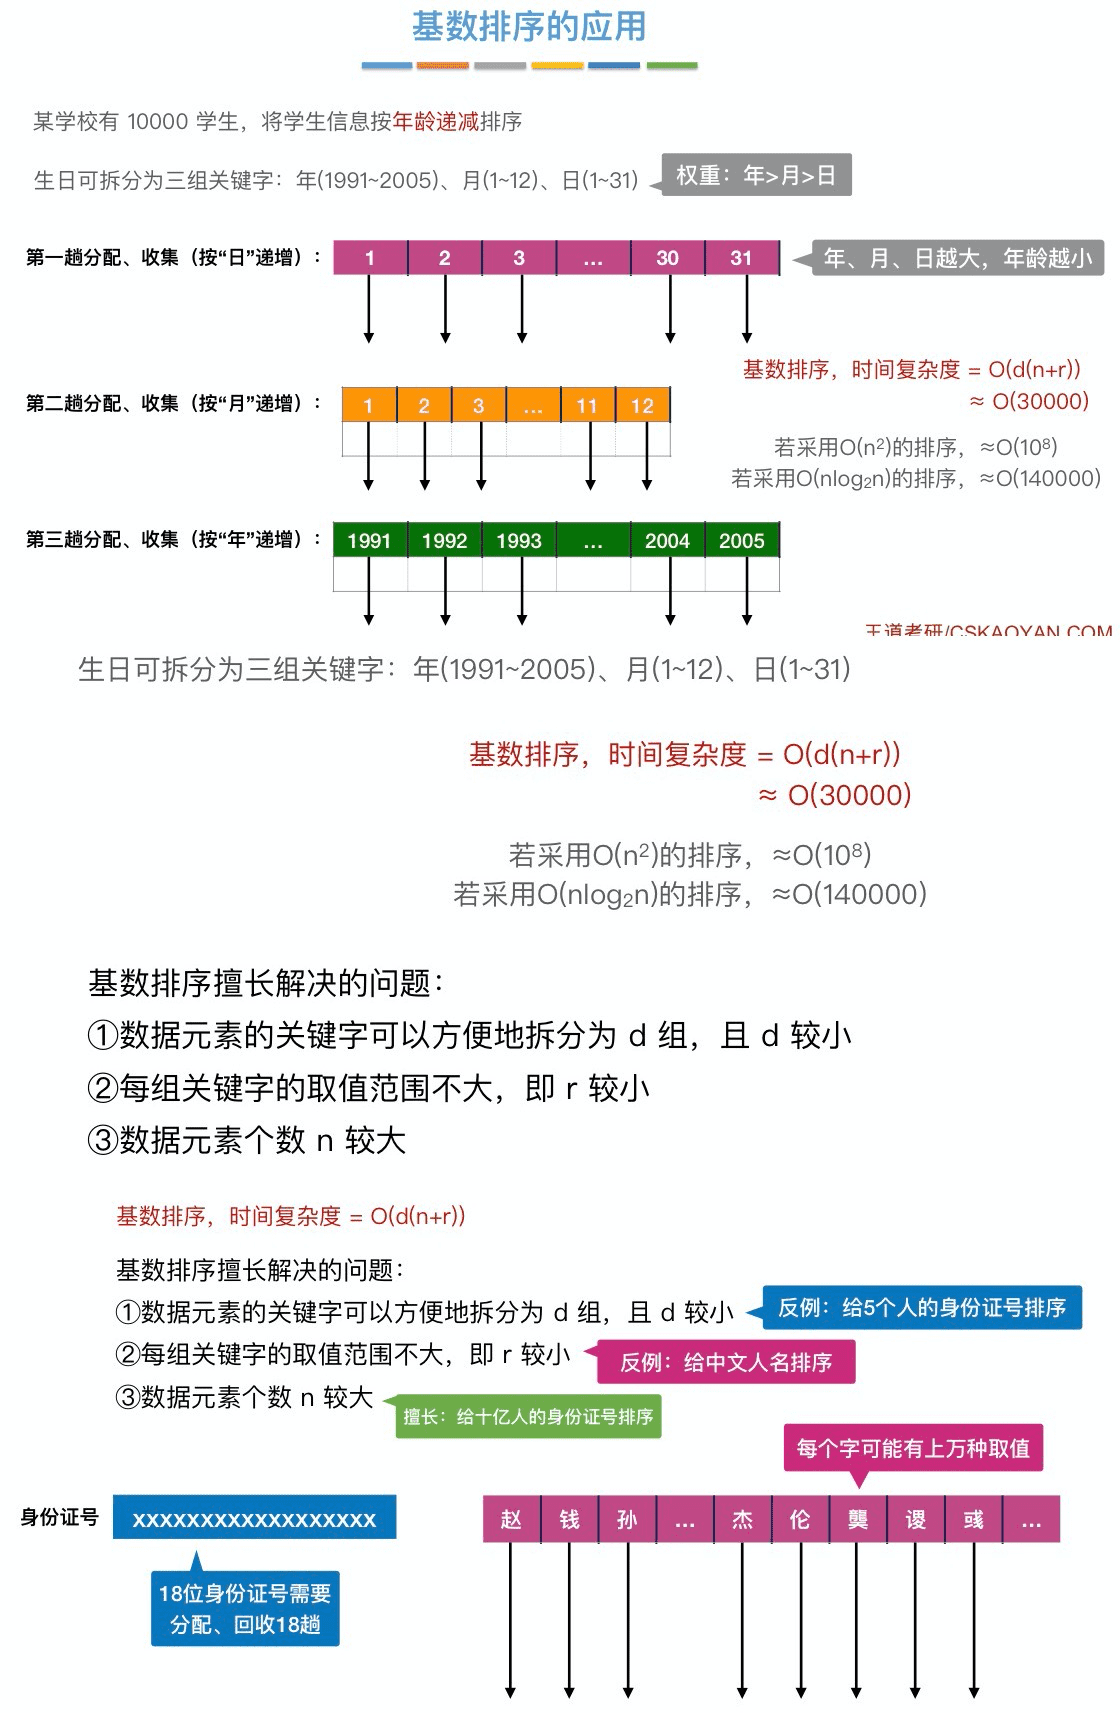 基数排序的应用
某学校有 10000 学生，将学生信息按年龄递减排序
生日可拆分为三组关键字：年(1991~2005)、月(1~12)、日(1~31)
权重：年>月>日
第一趟分配、收集（按“日”递增）：
1 2 3 ... 30 31
年、月、日越大，年龄越小
基数排序，时间复杂度 = O(d(n+r))
≈ O(30000)
第二趟分配、收集（按“月”递增）：
1 2 3 ... 11 12
若采用O(n²)的排序，≈O(10⁸)
若采用O(nlog₂n)的排序，≈O(140000)
第三趟分配、收集（按“年”递增）：
1991 1992 1993 ... 2004 2005
王道考研/CSKAOYAN.COM
生日可拆分为三组关键字：年(1991~2005)、月(1~12)、日(1~31)
基数排序，时间复杂度 = O(d(n+r))
≈ O(30000)
若采用O(n²)的排序，≈O(10⁸)
若采用O(nlog₂n)的排序，≈O(140000)
基数排序擅长解决的问题：
①数据元素的关键字可以方便地拆分为 d 组，且 d 较小
②每组关键字的取值范围不大，即 r 较小
③数据元素个数 n 较大
基数排序，时间复杂度 = O(d(n+r))
基数排序擅长解决的问题：
①数据元素的关键字可以方便地拆分为 d 组，且 d 较小
反例：给5个人的身份证号排序
②每组关键字的取值范围不大，即 r 较小
反例：给中文人名排序
③数据元素个数 n 较大
擅长：给十亿人的身份证号排序
每个字可能有上万种取值
身份证号
xxxxxxxxxxxxxxxxxx
赵 钱 孙 ... 杰 伦 龑 谡 彧 ...
18位身份证号需要
分配、回收18趟